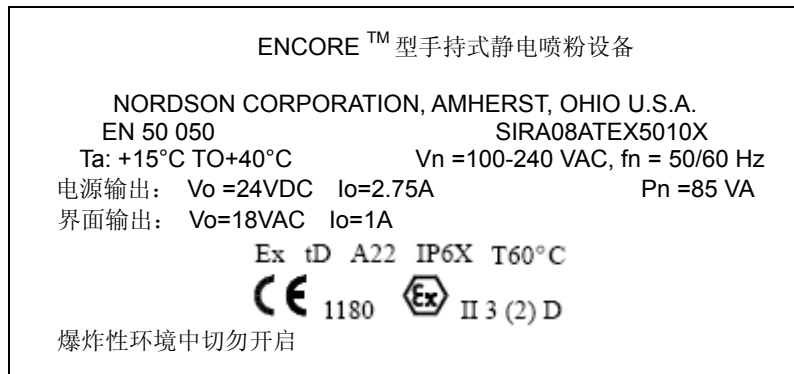 ENCORE TM 型手持式静电喷粉设备
NORDSON CORPORATION, AMHERST, OHIO U.S.A.
EN 50 050 SIRA08ATEX5010X
Ta: +15°C TO+40°C Vn =100-240 VAC, fn = 50/60 Hz
电源输出： Vo =24VDC Io=2.75A Pn =85 VA
界面输出： Vo=18VAC Io=1A
Ex tD A22 IP6X T60°C
CE 1180 Ex II 3 (2) D
爆炸性环境中切勿开启